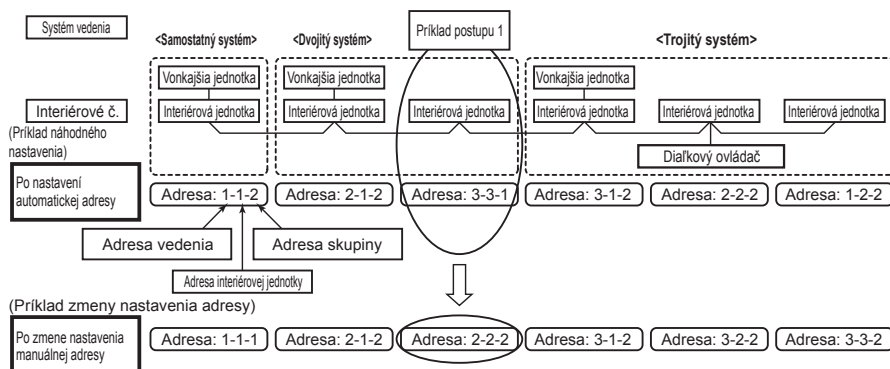 Systém vedenia
<Samostatný systém>
<Dvojitý systém>
Príklad postupu 1
<Trojitý systém>
Vonkajšia jednotka
Vonkajšia jednotka
Vonkajšia jednotka
Interiérové č.
Interiérová jednotka
Interiérová jednotka
Interiérová jednotka
Interiérová jednotka
Interiérová jednotka
Interiérová jednotka
(Príklad náhodného
nastavenia)
Diaľkový ovládač
Po nastavení
automatickej adresy
Adresa: 1-1-2
Adresa: 2-1-2
Adresa: 3-3-1
Adresa: 3-1-2
Adresa: 2-2-2
Adresa: 1-2-2
Adresa vedenia
Adresa skupiny
Adresa interiérovej jednotky
(Príklad zmeny nastavenia adresy)
Po zmene nastavenia
manuálnej adresy
Adresa: 1-1-1
Adresa: 2-1-2
Adresa: 2-2-2
Adresa: 3-1-2
Adresa: 3-2-2
Adresa: 3-3-2